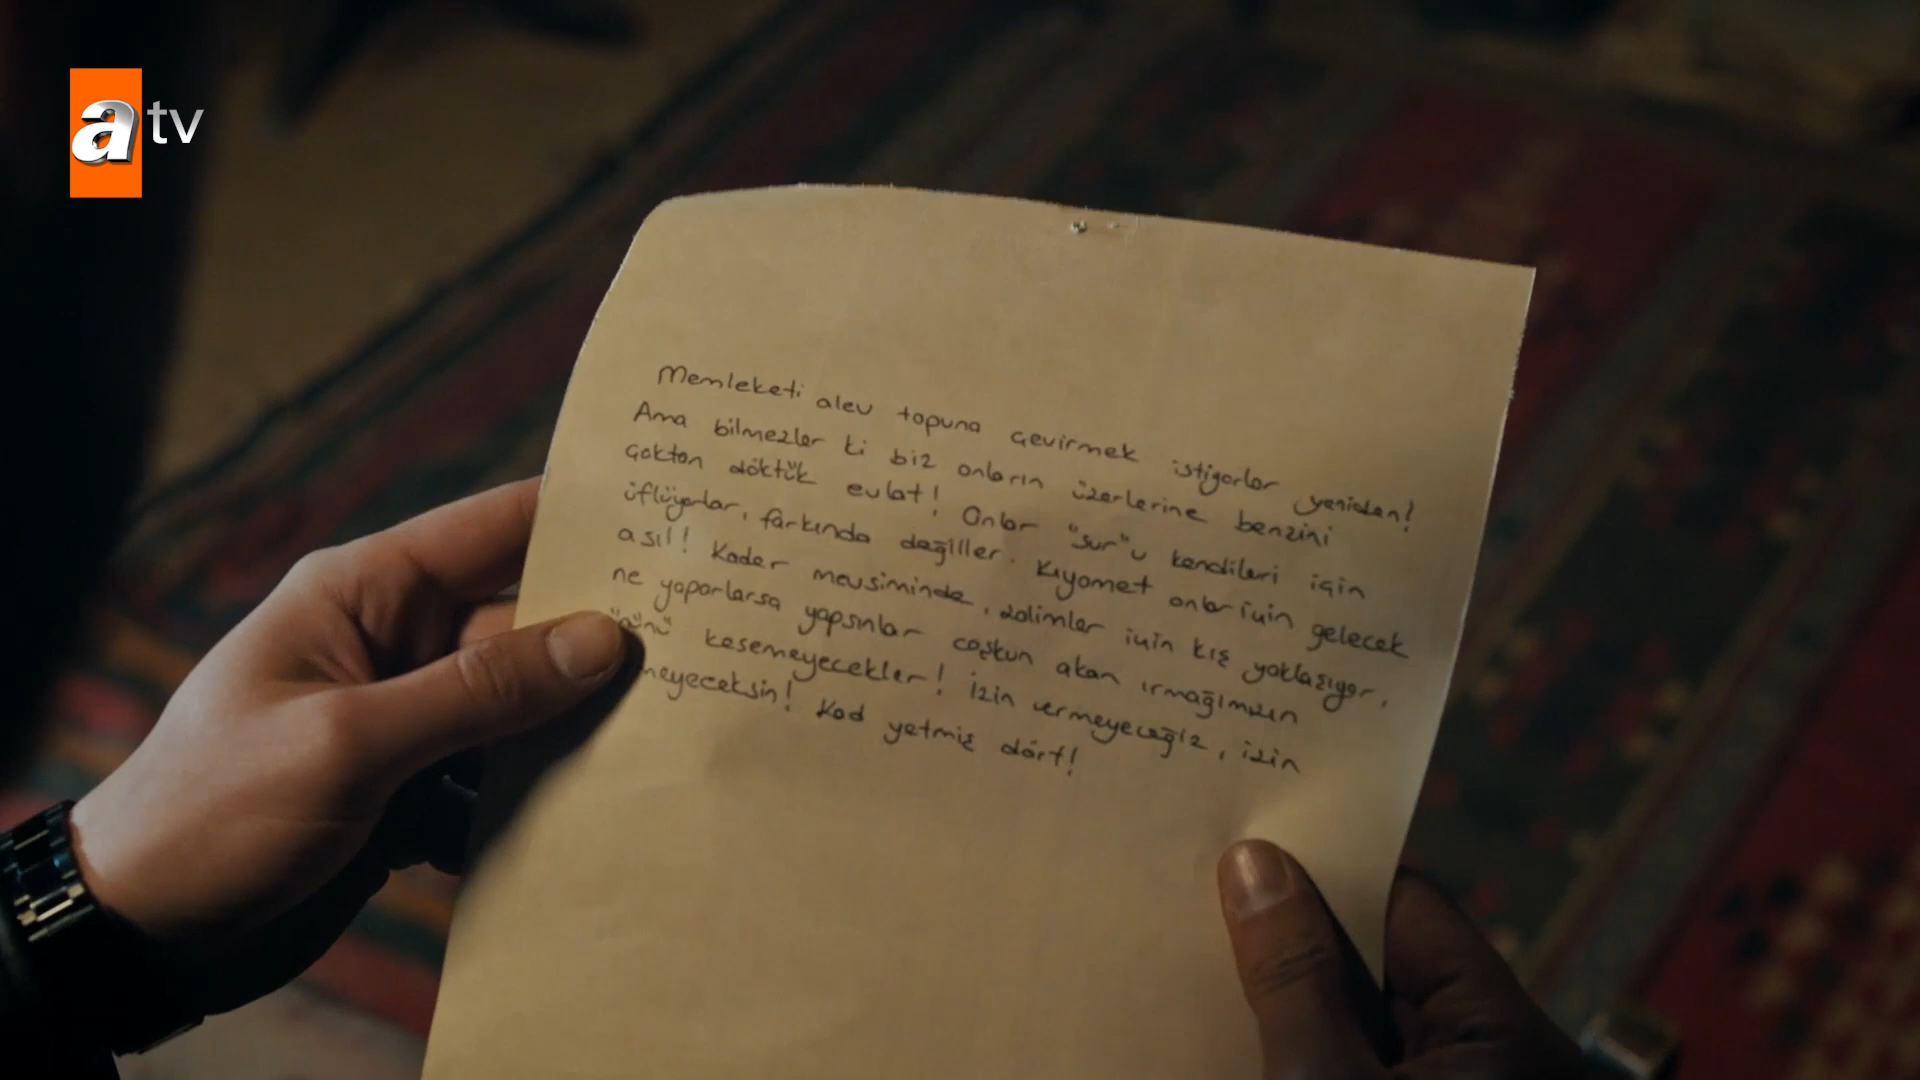 atv
Memleketi alev topuna çevirmek istiyorlar yeniden!
Ama bilmezler ki biz onların üzerlerine benzini
çoktan döktük evlat! Onlar "sur"u kendileri için
üflüyorlar, farkında değiller. Kıyamet onlar için gelecek
asıl! Kader mevsiminde, zalimler için kış yaklaşıyor,
ne yaparlarsa yapsınlar coşkun akan ırmağımızın
"önü" kesemeyecekler! İzin vermeyeceğiz, izin
meyeceksin! Kod yetmiş dört!